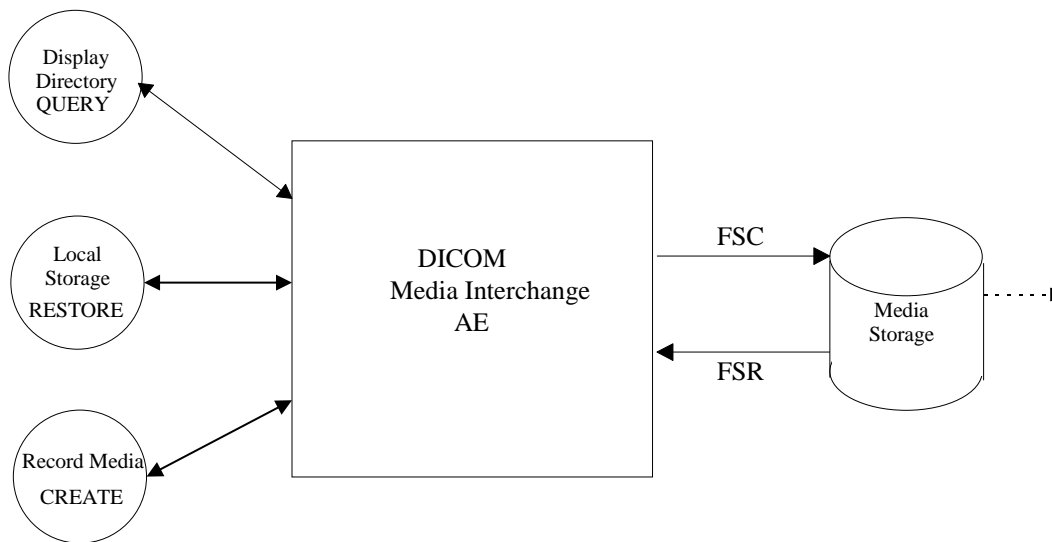 Display
Directory
QUERY
Local
Storage
RESTORE
Record Media
CREATE
DICOM
Media Interchange
AE
FSC
FSR
Media
Storage